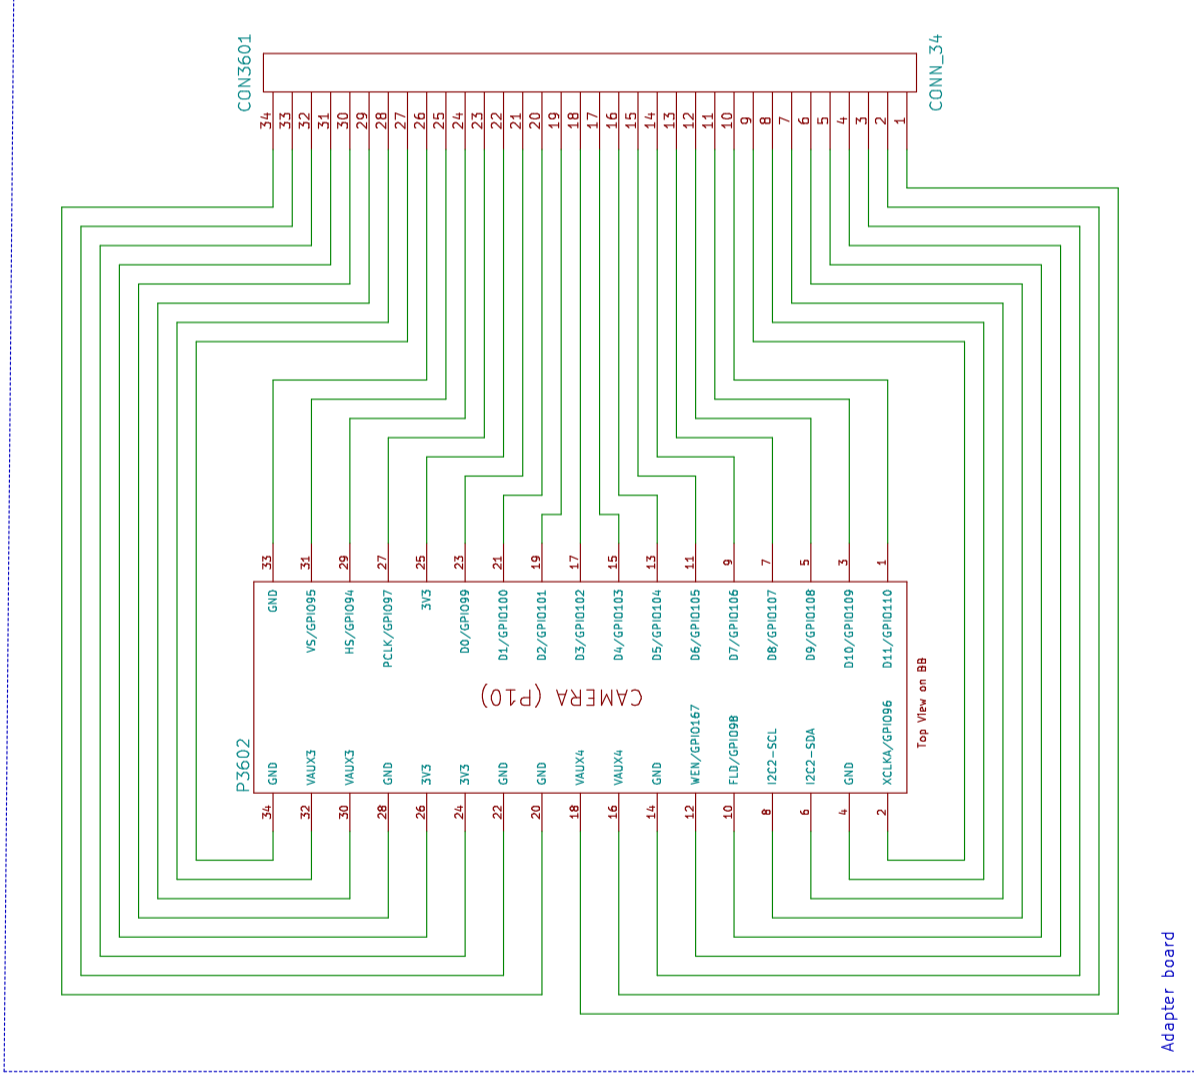 CON3601
CONN_34
34
33
32
31
30
29
28
27
26
25
24
23
22
21
20
19
18
17
16
15
14
13
12
11
10
9
8
7
6
5
4
3
2
1
33
31
29
27
25
23
21
19
17
15
13
11
9
7
5
3
1
GND
VS/GPIO95
HS/GPIO94
PCLK/GPIO97
3V3
D0/GPIO99
D1/GPIO100
D2/GPIO101
D3/GPIO102
D4/GPIO103
D5/GPIO104
D6/GPIO105
D7/GPIO106
D8/GPIO107
D9/GPIO108
D10/GPIO109
D11/GPIO110
CAMERA (P10)
Top View on BB
P3602
GND
VAUX3
VAUX3
GND
3V3
3V3
GND
GND
VAUX4
VAUX4
GND
WEN/GPIO167
FLD/GPIO98
I2C2-SCL
I2C2-SDA
GND
XCLKA/GPIO96
34
32
30
28
26
24
22
20
18
16
14
12
10
8
6
4
2
Adapter board